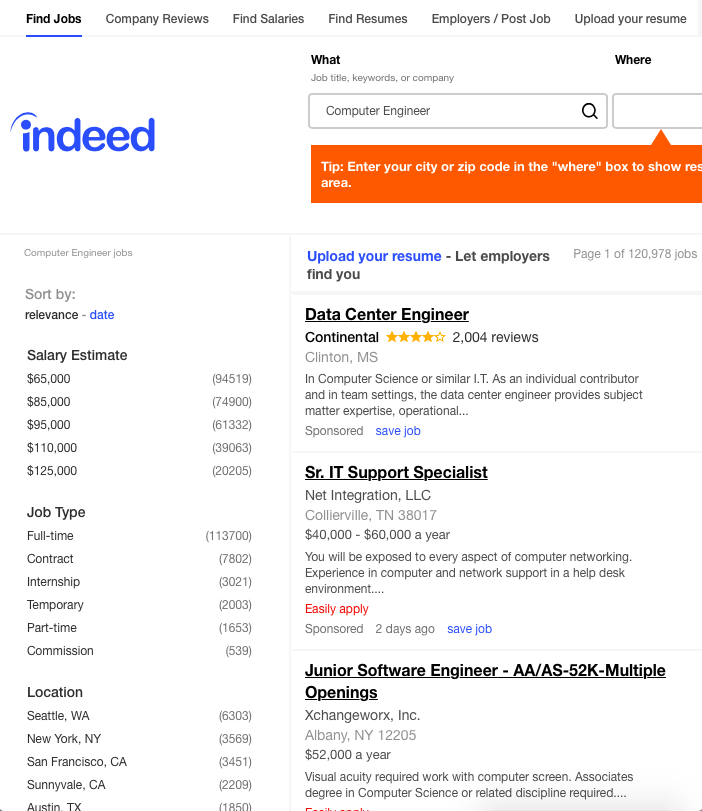 Find Jobs Company Reviews Find Salaries Find Resumes Employers / Post Job Upload your resume
What
Where
Job title, keywords, or company
Computer Engineer
indeed
Tip: Enter your city or zip code in the "where" box to show
area.
Computer Engineer jobs
Sort by:
relevance - date
Salary Estimate
$65,000 (94519)
$85,000 (74900)
$95,000 (61332)
$110,000 (39063)
$125,000 (20205)
Job Type
Full-time (113700)
Contract (7802)
Internship (3021)
Temporary (2003)
Part-time (1653)
Commission (539)
Location
Seattle, WA (6303)
New York, NY (3569)
San Francisco, CA (3451)
Sunnyvale, CA (2209)
Austin, TX (1850)
Upload your resume - Let employers
find you
Page 1 of 120,978 jobs
Data Center Engineer
Continental 2,004 reviews
Clinton, MS
In Computer Science or similar I.T. As an individual contributor
and in team settings, the data center engineer provides subject
matter expertise, operational...
Sponsored save job
Sr. IT Support Specialist
Net Integration, LLC
Collierville, TN 38017
$40,000 - $60,000 a year
You will be exposed to every aspect of computer networking.
Experience in computer and network support in a help desk
environment....
Easily apply
Sponsored 2 days ago save job
Junior Software Engineer - AA/AS-52K-Multiple
Openings
Xchangeworx, Inc.
Albany, NY 12205
$52,000 a year
Visual acuity required work with computer screen. Associates
degree in Computer Science or related discipline required....
Easily apply